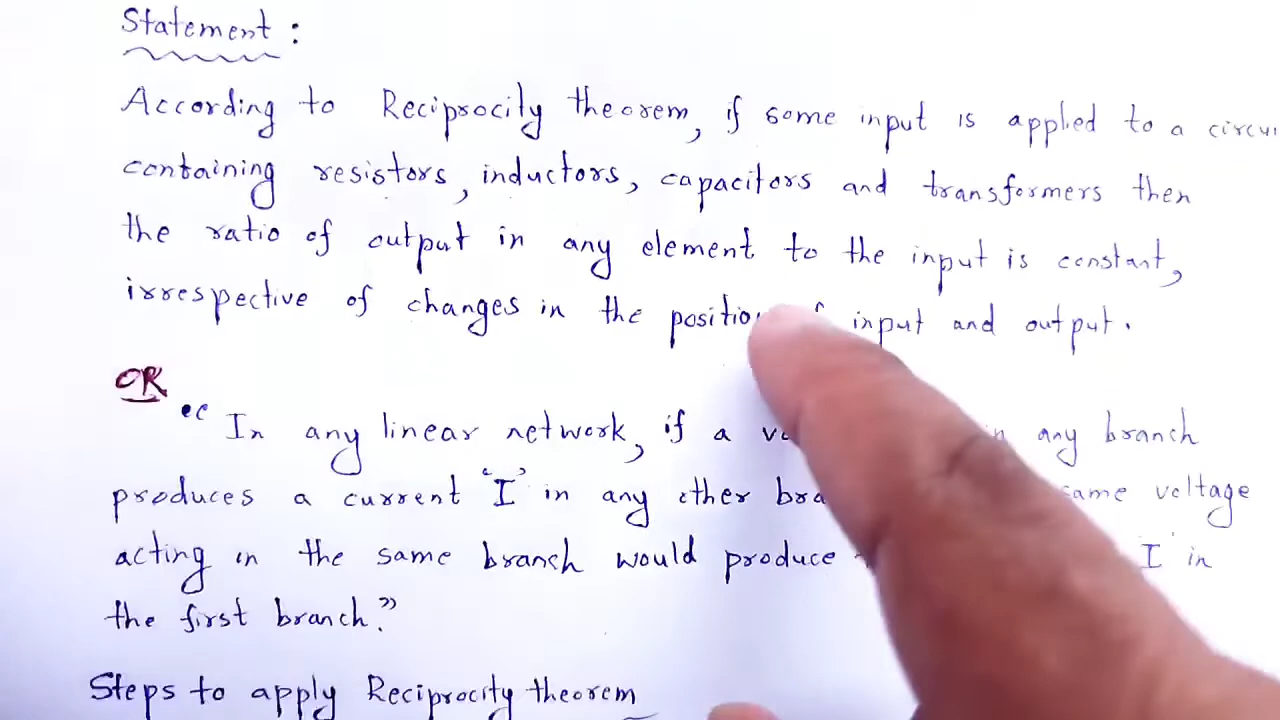 Statement :
According to Reciprocity theorem, if some input is applied to a
containing resistors, inductors, capacitors and transformers then
the ratio of output in any element to the input is constant,
irrespective of changes in the input and output.
OR
“ In any linear network, if a any branch
produces a current ‘I’ in any other same voltage
acting in the same branch would produce I' in
the first branch.”
Steps to apply Reciprocity theorem